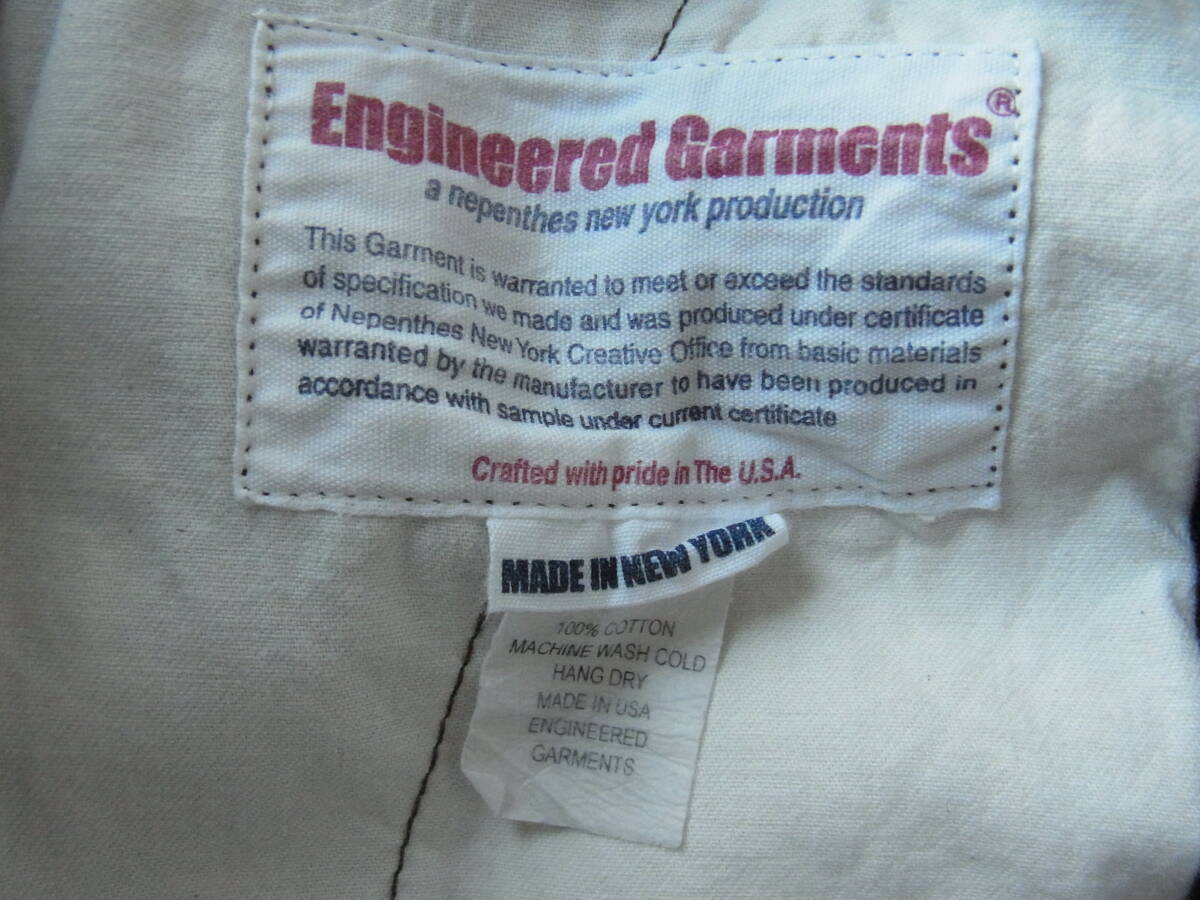 Engineered Garments®
a nepenthes new york production
This Garment is warranted to meet or exceed the standards
of specification we made and was produced under certificate
of Nepenthes New York Creative Office from basic materials
warranted by the manufacturer to have been produced in
accordance with sample under current certificate
Crafted with pride in The U.S.A.
MADE IN NEW YORK
100% COTTON
MACHINE WASH COLD
HANG DRY
MADE IN USA
ENGINEERED
GARMENTS